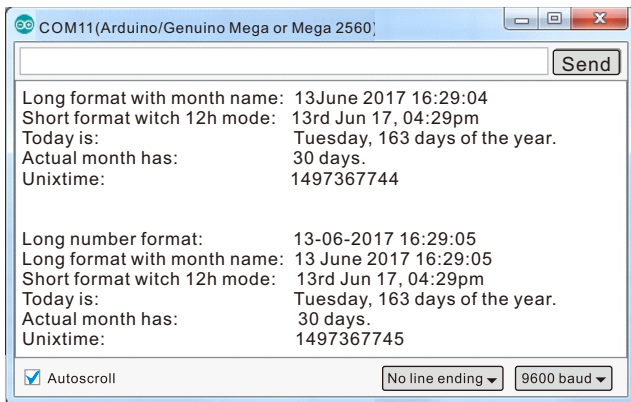 COM11(Arduino/Genuino Mega or Mega 2560)
Send
Long format with month name: 13June 2017 16:29:04
Short format witch 12h mode: 13rd Jun 17, 04:29pm
Today is: Tuesday, 163 days of the year.
Actual month has: 30 days.
Unixtime: 1497367744
Long number format: 13-06-2017 16:29:05
Long format with month name: 13 June 2017 16:29:05
Short format witch 12h mode: 13rd Jun 17, 04:29pm
Today is: Tuesday, 163 days of the year.
Actual month has: 30 days.
Unixtime: 1497367745
Autoscroll No line ending 9600 baud